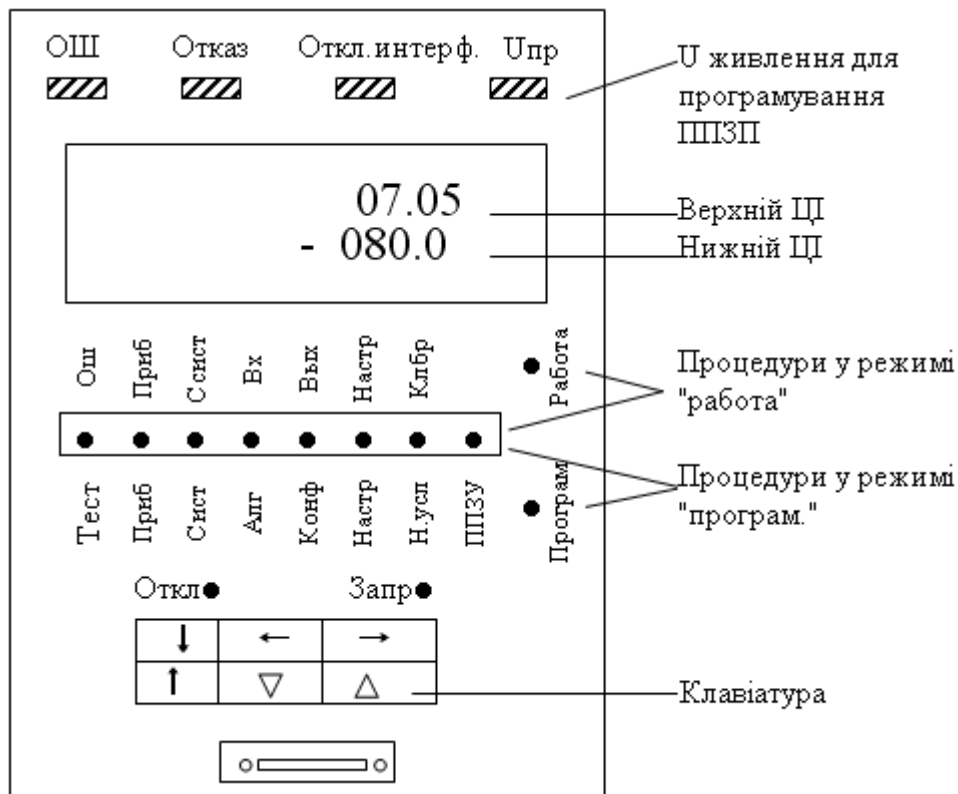 ОШ Отказ Откл.интерф. Uпр
U живлення для
програмування
ППЗП
07.05
- 080.0
Верхній ЦІ
Нижній ЦІ
Ош Приб Ссист Вх Вых Настр Клбр Работа
Процедури у режимі
"работа"
Тест Приб Сист Алг Конф Настр Н.усл ППЗУ Програм
Процедури у режимі
"програм."
Откл Запр
↓ ← →
↑ ▽ △
Клавіатура